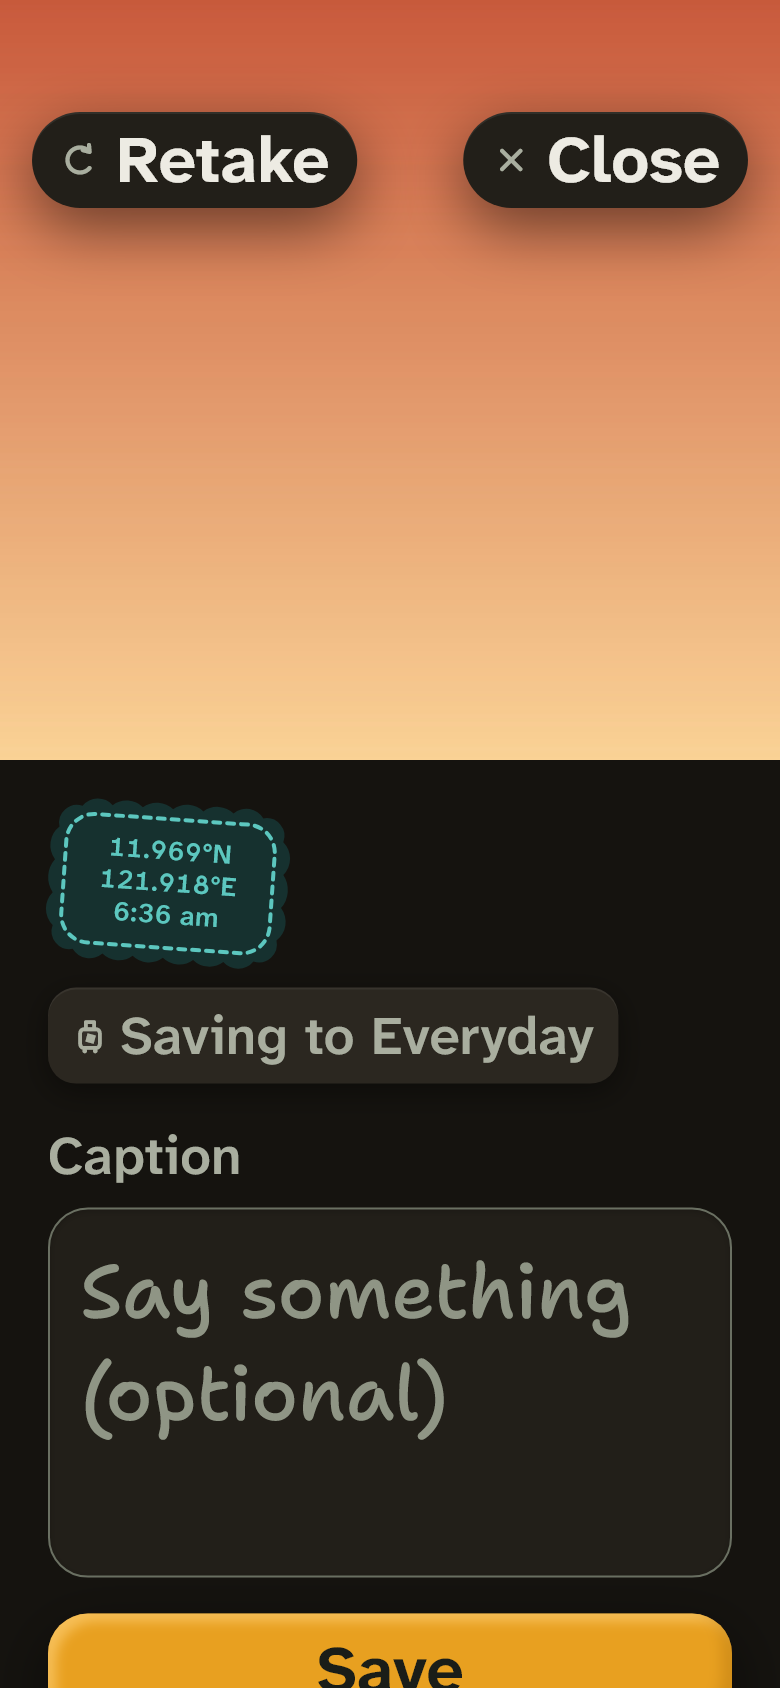 Retake
Close
11.969°N
121.918°E
6:36 am
Saving to Everyday
Caption
Say something
(optional)
Save